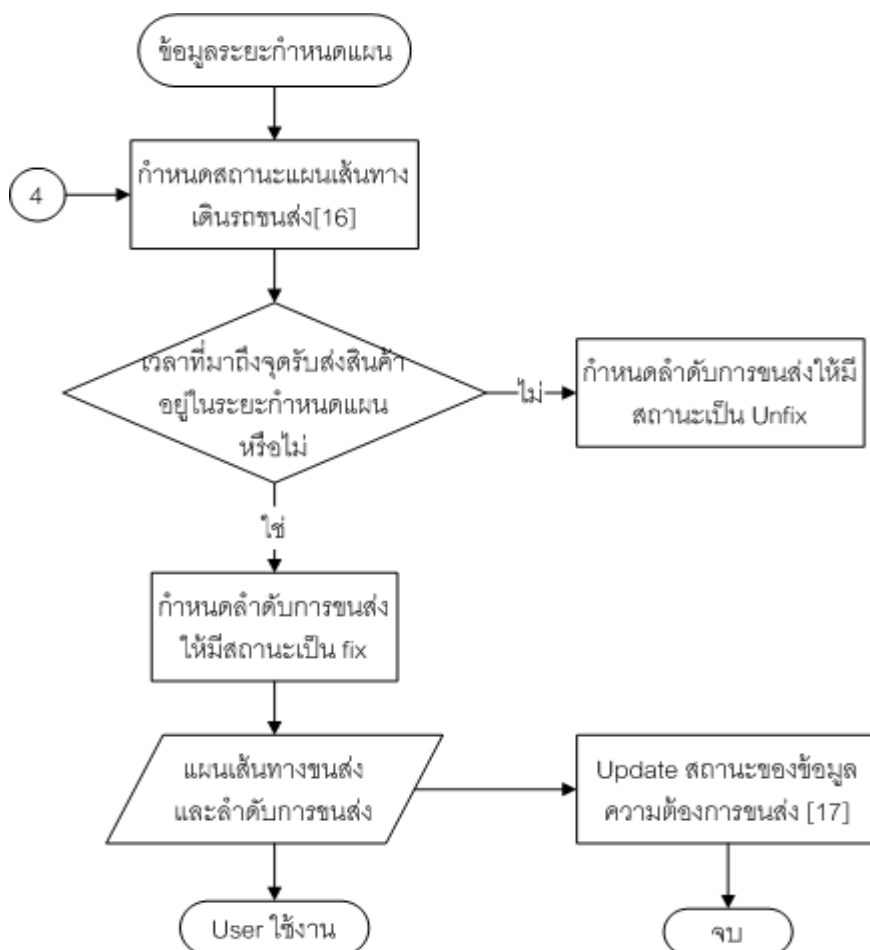 ข้อมูลระยะกำหนดแผน
4
กำหนดสถานะแผนเส้นทาง
เดินรถขนส่ง[16]
เวลาที่มาถึงจุดรับส่งสินค้า
อยู่ในระยะกำหนดแผน
หรือไม่
ไม่
กำหนดลำดับการขนส่งให้มี
สถานะเป็น Unfix
ใช่
กำหนดลำดับการขนส่ง
ให้มีสถานะเป็น fix
แผนเส้นทางขนส่ง
และลำดับการขนส่ง
Update สถานะของข้อมูล
ความต้องการขนส่ง [17]
User ใช้งาน
จบ